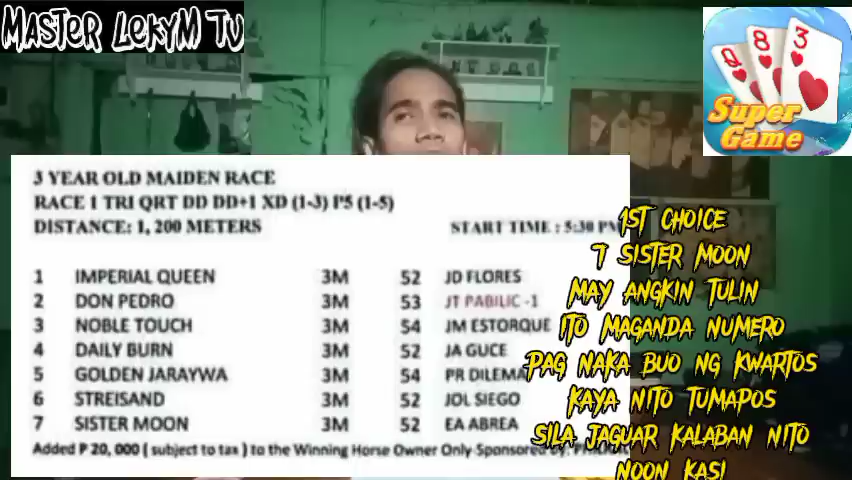 MASTER LEKYM TV
Q 8 3
Super
Game
3 YEAR OLD MAIDEN RACE
RACE 1 TRI QRT DD DD+1 XD (1-3) P5 (1-5)
DISTANCE: 1, 200 METERS START TIME : 5:30 PM
1 IMPERIAL QUEEN 3M 52 JD FLORES
2 DON PEDRO 3M 53 JT PABILIC -1
3 NOBLE TOUCH 3M 54 JM ESTORQUE
4 DAILY BURN 3M 52 JA GUCE
5 GOLDEN JARAYWA 3M 54 PR DILEMA
6 STREISAND 3M 52 JOL SIEGO
7 SISTER MOON 3M 52 EA ABREA
Added P 20, 000 ( subject to tax ) to the Winning Horse Owner Only Sponsored by:
1ST CHOICE
7 SISTER MOON
MAY ANGKIN TULIN
ITO MAGANDA NUMERO
PAG NAKA BUO NG KWARTOS
KAYA NITO TUMAPOS
SILA JAGUAR KALABAN NITO
NOON KASI